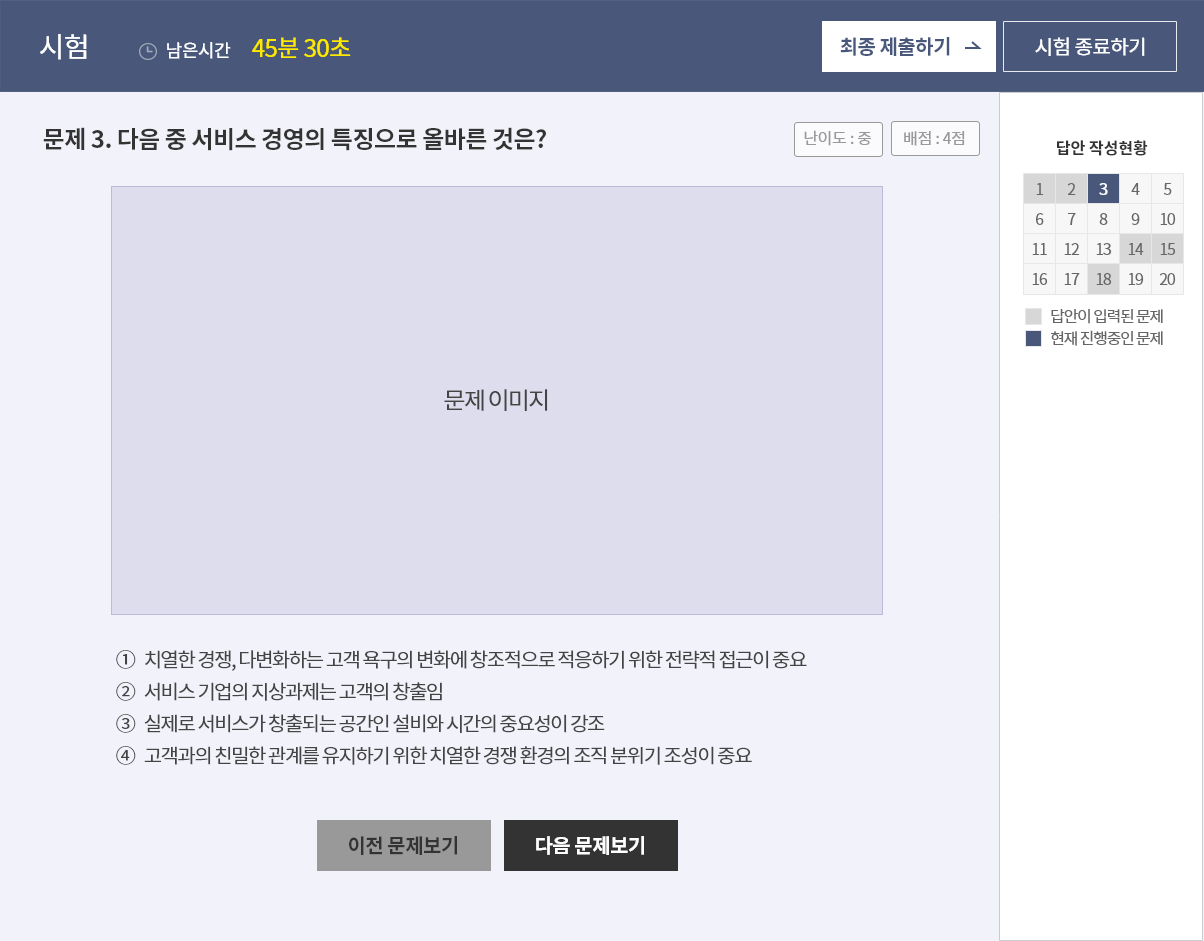 시험
남은시간 45분 30초
최종 제출하기
시험 종료하기
문제 3. 다음 중 서비스 경영의 특징으로 올바른 것은?
난이도 : 중
배점 : 4점
문제 이미지
① 치열한 경쟁, 다변화하는 고객 욕구의 변화에 창조적으로 적응하기 위한 전략적 접근이 중요
② 서비스 기업의 지상과제는 고객의 창출임
③ 실제로 서비스가 창출되는 공간인 설비와 시간의 중요성이 강조
④ 고객과의 친밀한 관계를 유지하기 위한 치열한 경쟁 환경의 조직 분위기 조성이 중요
이전 문제보기
다음 문제보기
답안 작성현황
1 2 3 4 5
6 7 8 9 10
11 12 13 14 15
16 17 18 19 20
답안이 입력된 문제
현재 진행중인 문제